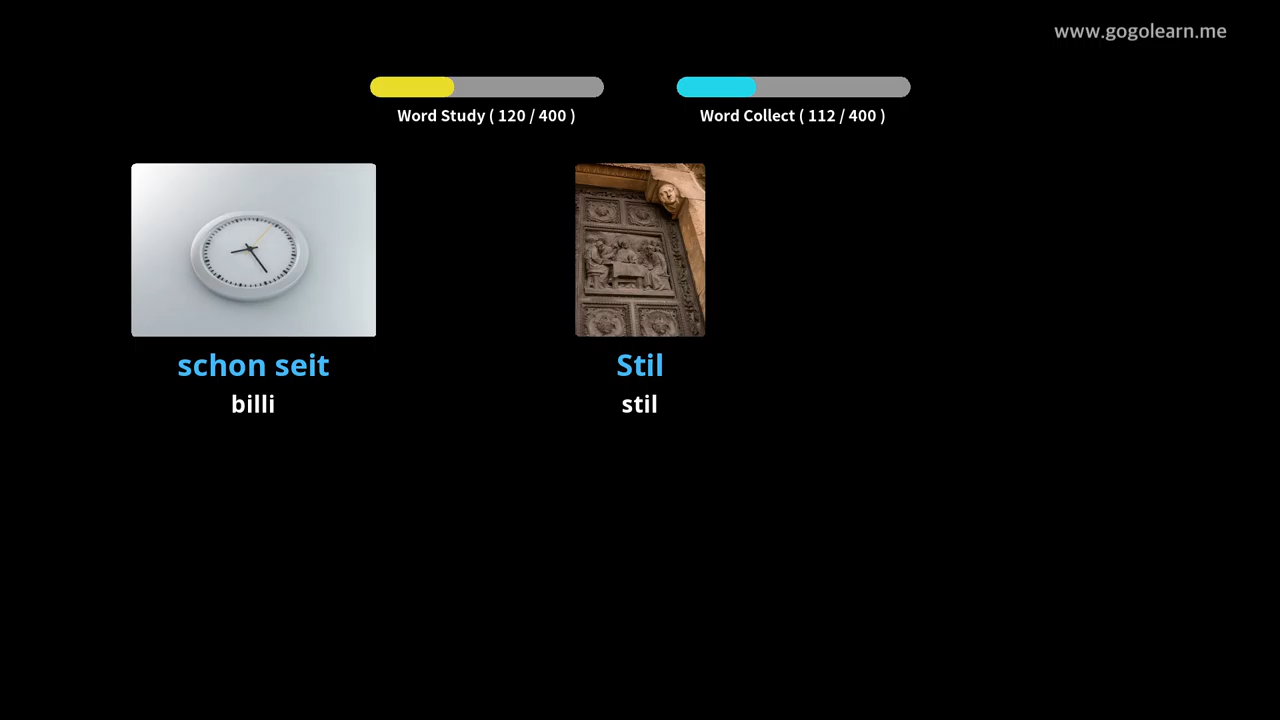 www.gogolearn.me
Word Study ( 120 / 400 )
Word Collect ( 112 / 400 )
schon seit
billi
Stil
stil